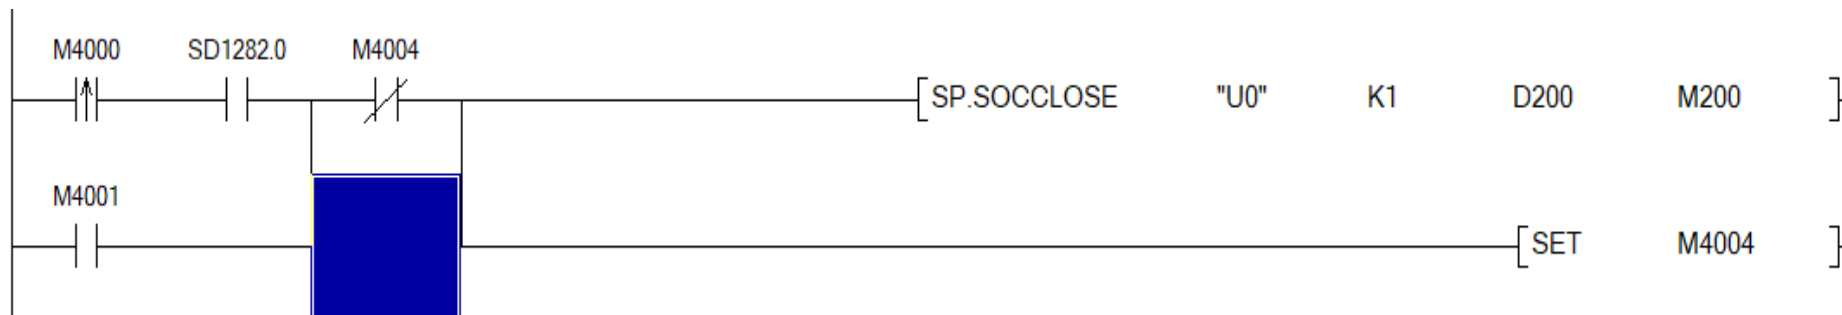 M4000 SD1282.0 M4004
SP.SOCCLOSE "U0" K1 D200 M200
M4001
SET M4004